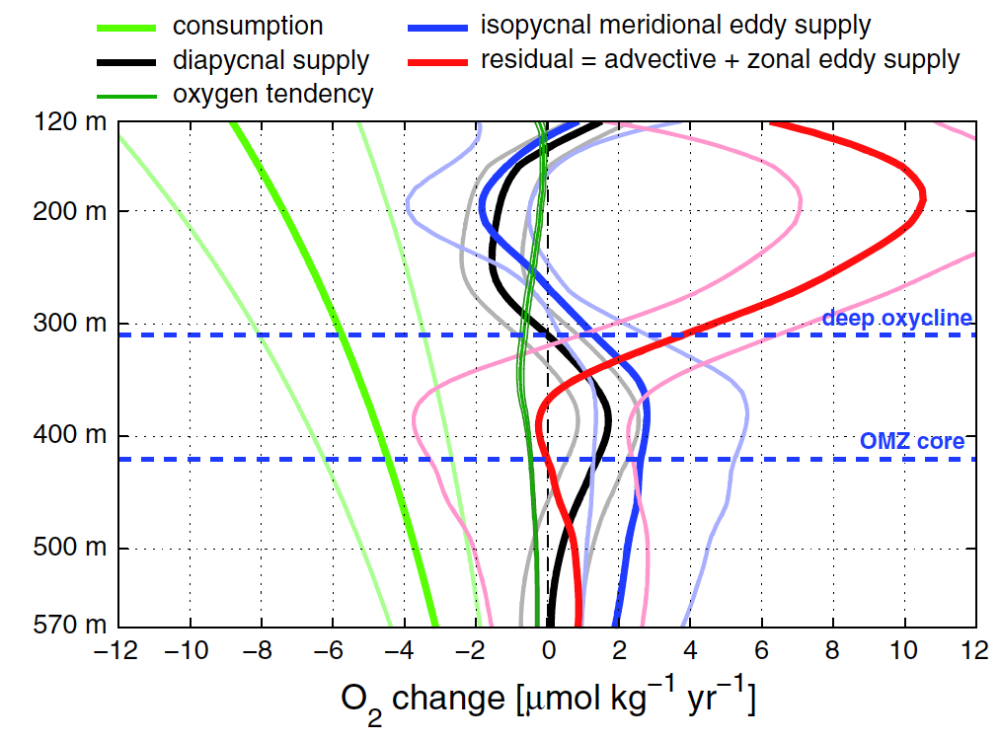 consumption
isopycnal meridional eddy supply
diapycnal supply
residual = advective + zonal eddy supply
oxygen tendency
120 m
200 m
300 m
deep oxycline
400 m
OMZ core
500 m
570 m
−12 −10 −8 −6 −4 −2 0 2 4 6 8 10 12
O₂ change [μmol kg⁻¹ yr⁻¹]